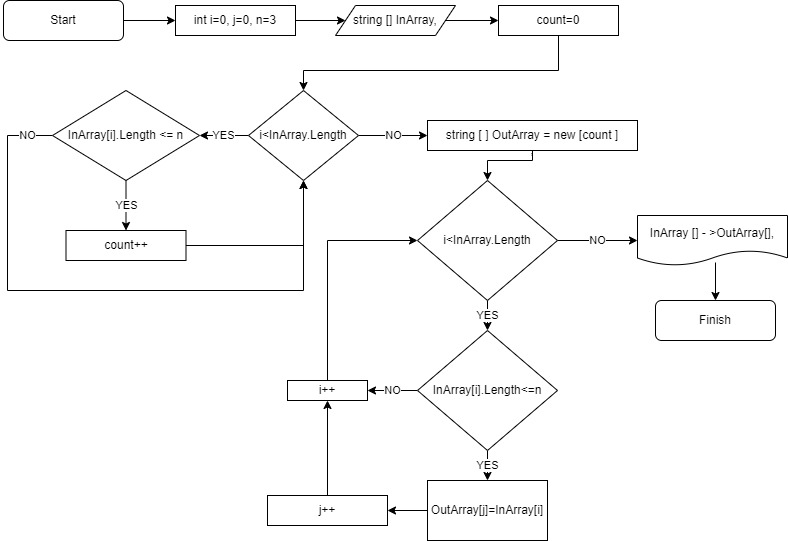 Start
int i=0, j=0, n=3
string [] InArray,
count=0
NO
InArray[i].Length <= n
YES
i<InArray.Length
NO
string [ ] OutArray = new [count ]
YES
count++
i<InArray.Length
NO
InArray [] - >OutArray[],
YES
Finish
i++
NO
InArray[i].Length<=n
YES
j++
OutArray[j]=InArray[i]